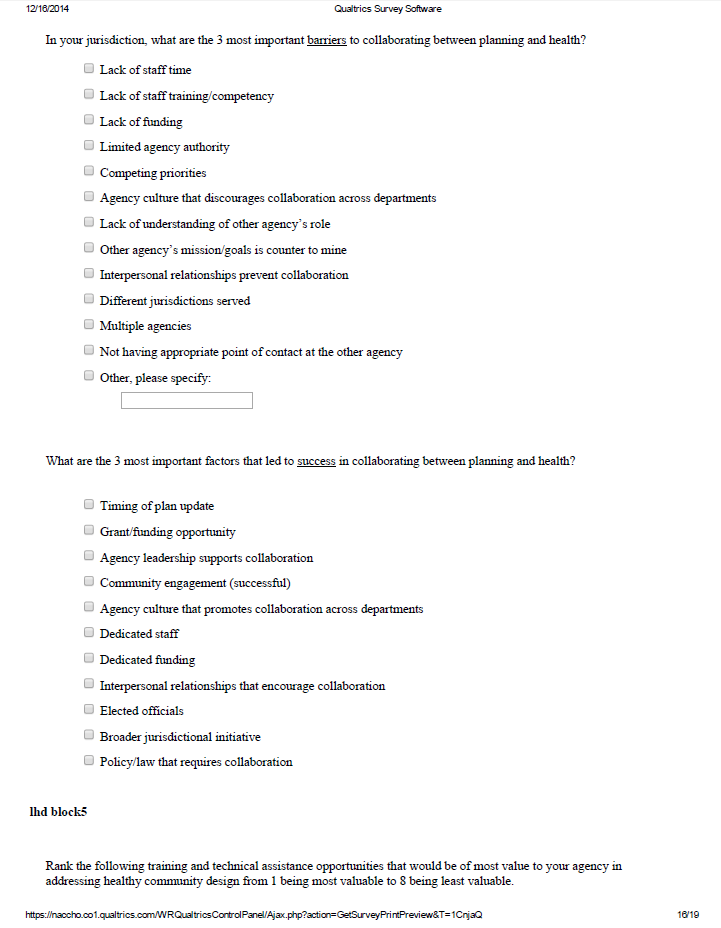 12/16/2014
Qualtrics Survey Software
In your jurisdiction, what are the 3 most important barriers to collaborating between planning and health?
Lack of staff time
Lack of staff training/competency
Lack of funding
Limited agency authority
Competing priorities
Agency culture that discourages collaboration across departments
Lack of understanding of other agency's role
Other agency's mission/goals is counter to mine
Interpersonal relationships prevent collaboration
Different jurisdictions served
Multiple agencies
Not having appropriate point of contact at the other agency
Other, please specify:
What are the 3 most important factors that led to success in collaborating between planning and health?
Timing of plan update
Grant/funding opportunity
Agency leadership supports collaboration
Community engagement (successful)
Agency culture that promotes collaboration across departments
Dedicated staff
Dedicated funding
Interpersonal relationships that encourage collaboration
Elected officials
Broader jurisdictional initiative
Policy/law that requires collaboration
lhd block5
Rank the following training and technical assistance opportunities that would be of most value to your agency in
addressing healthy community design from 1 being most valuable to 8 being least valuable.
https://naccho.co1.qualtrics.com/WRQualtricsControlPanel/Ajax.php?action=GetSurveyPrintPreview&T=1CnjaQ
16/19